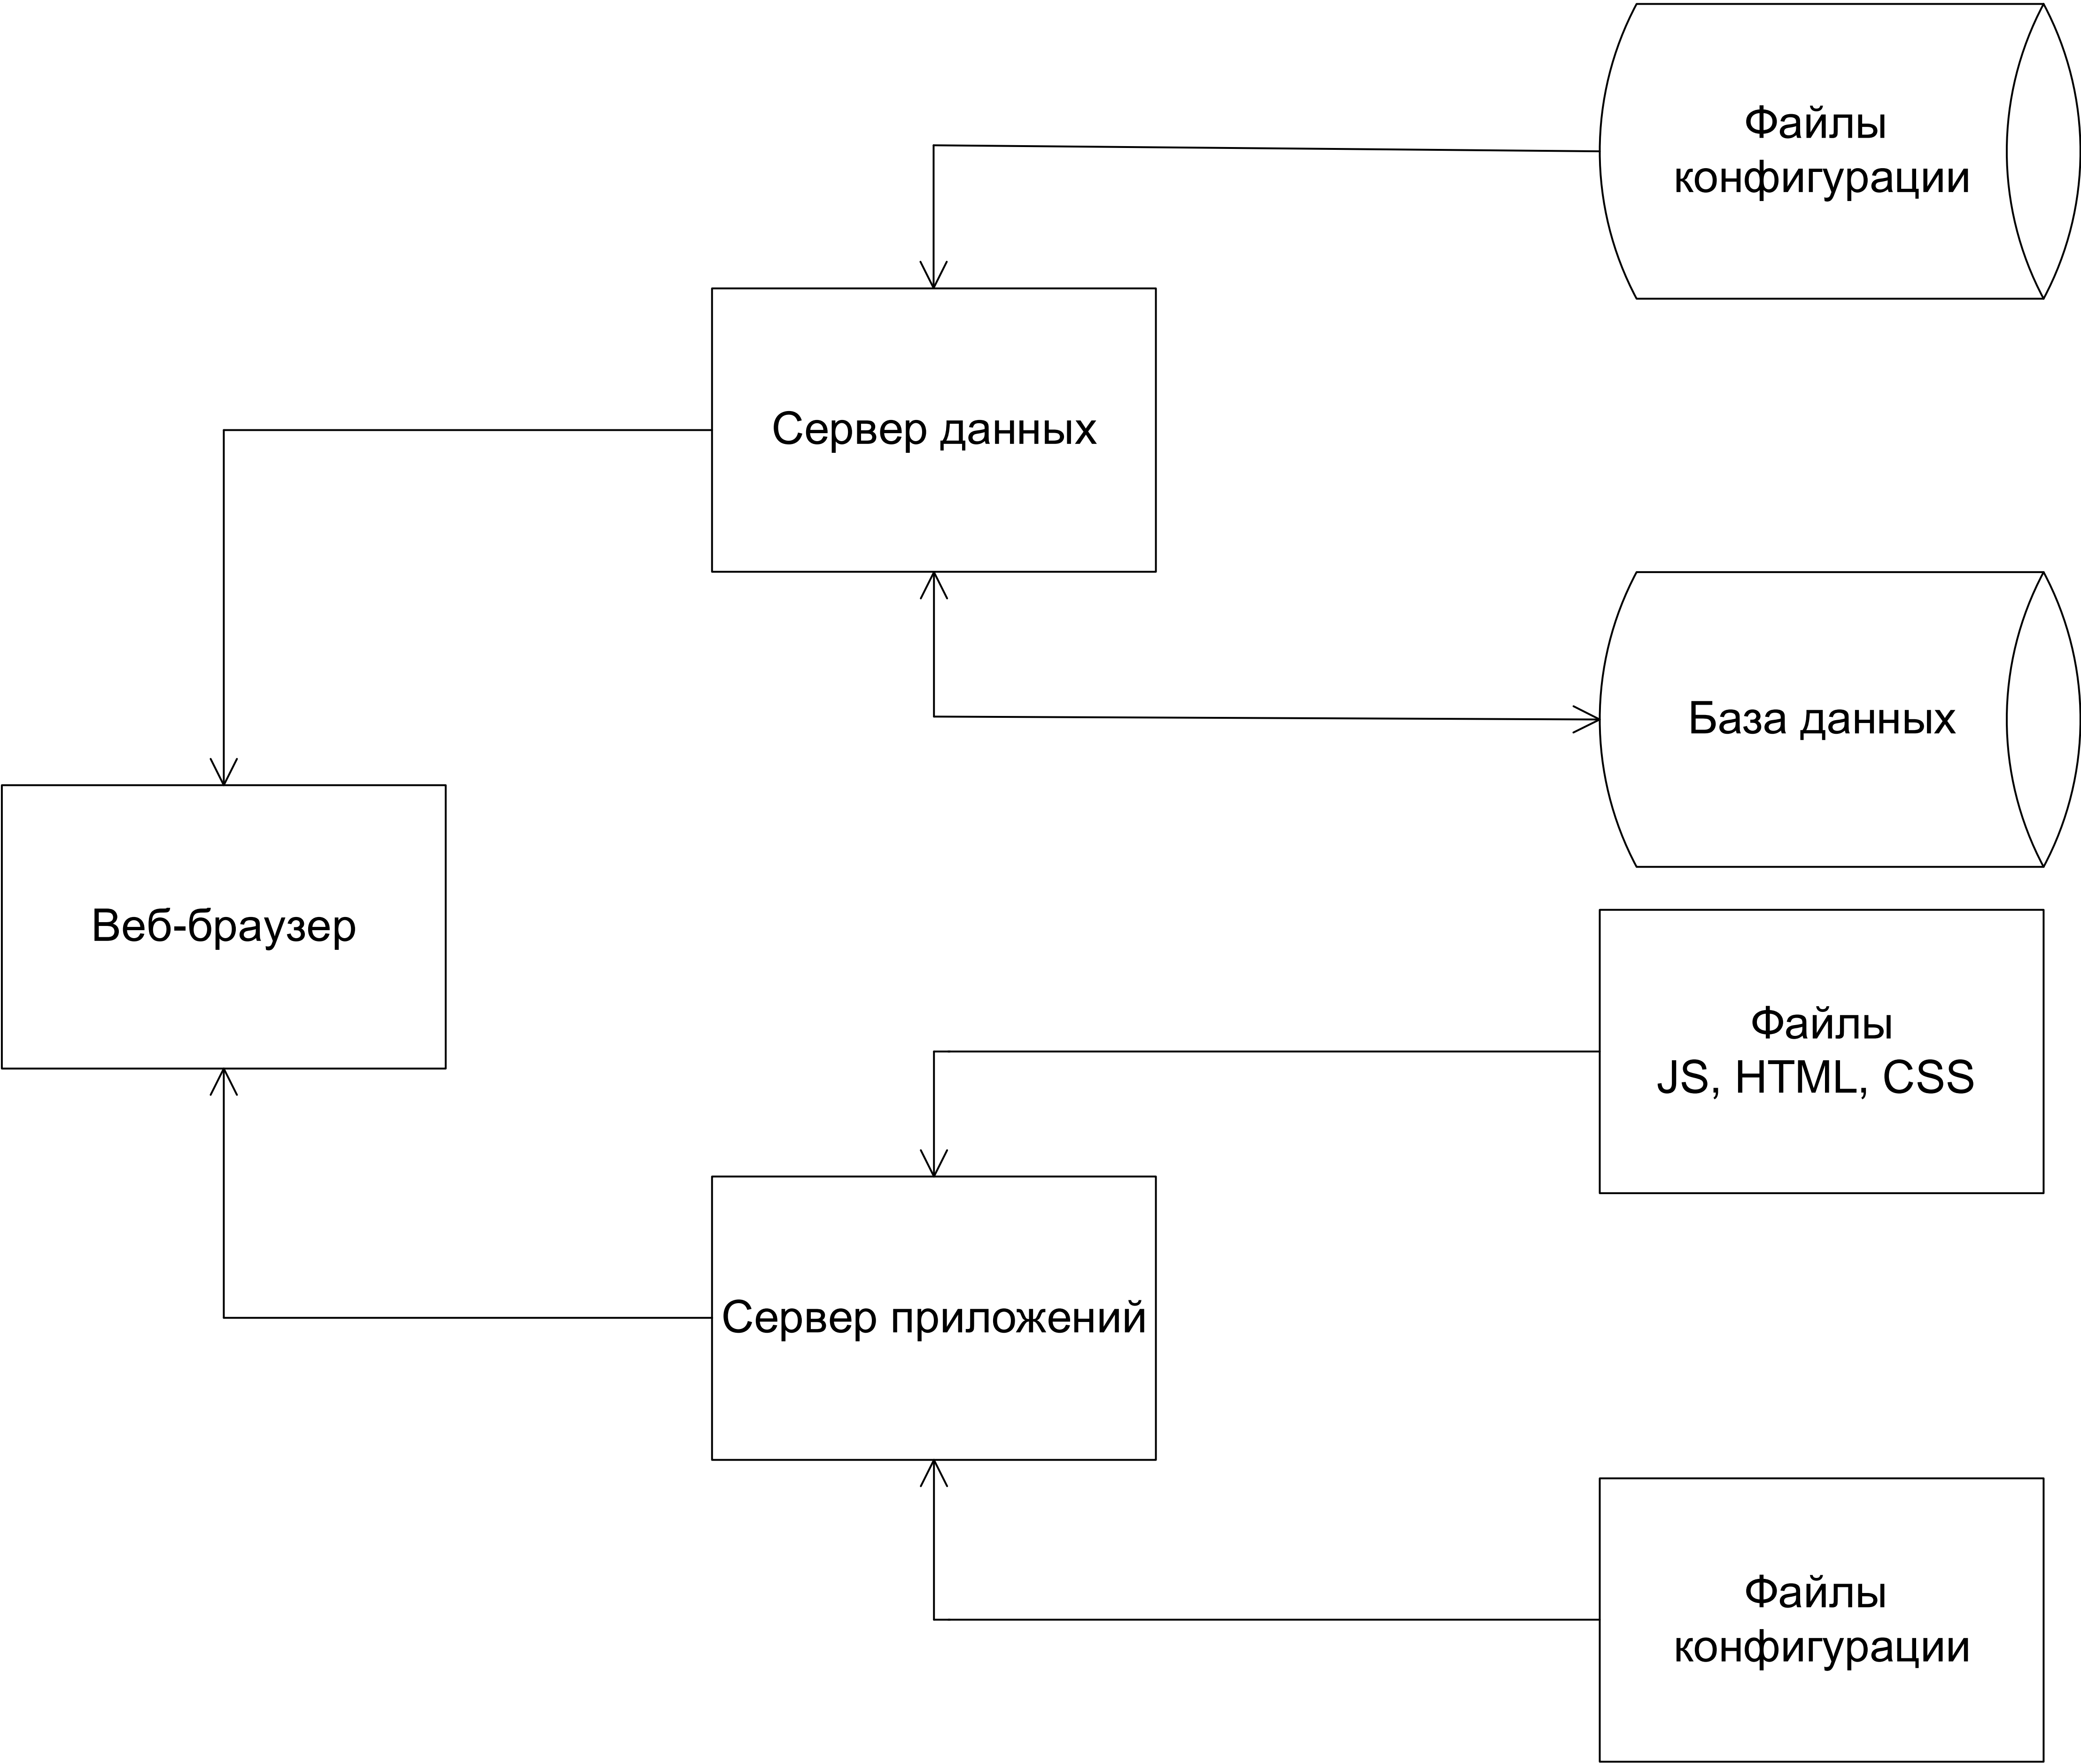 Файлы
конфигурации
Сервер данных
База данных
Веб-браузер
Файлы
JS, HTML, CSS
Сервер приложений
Файлы
конфигурации